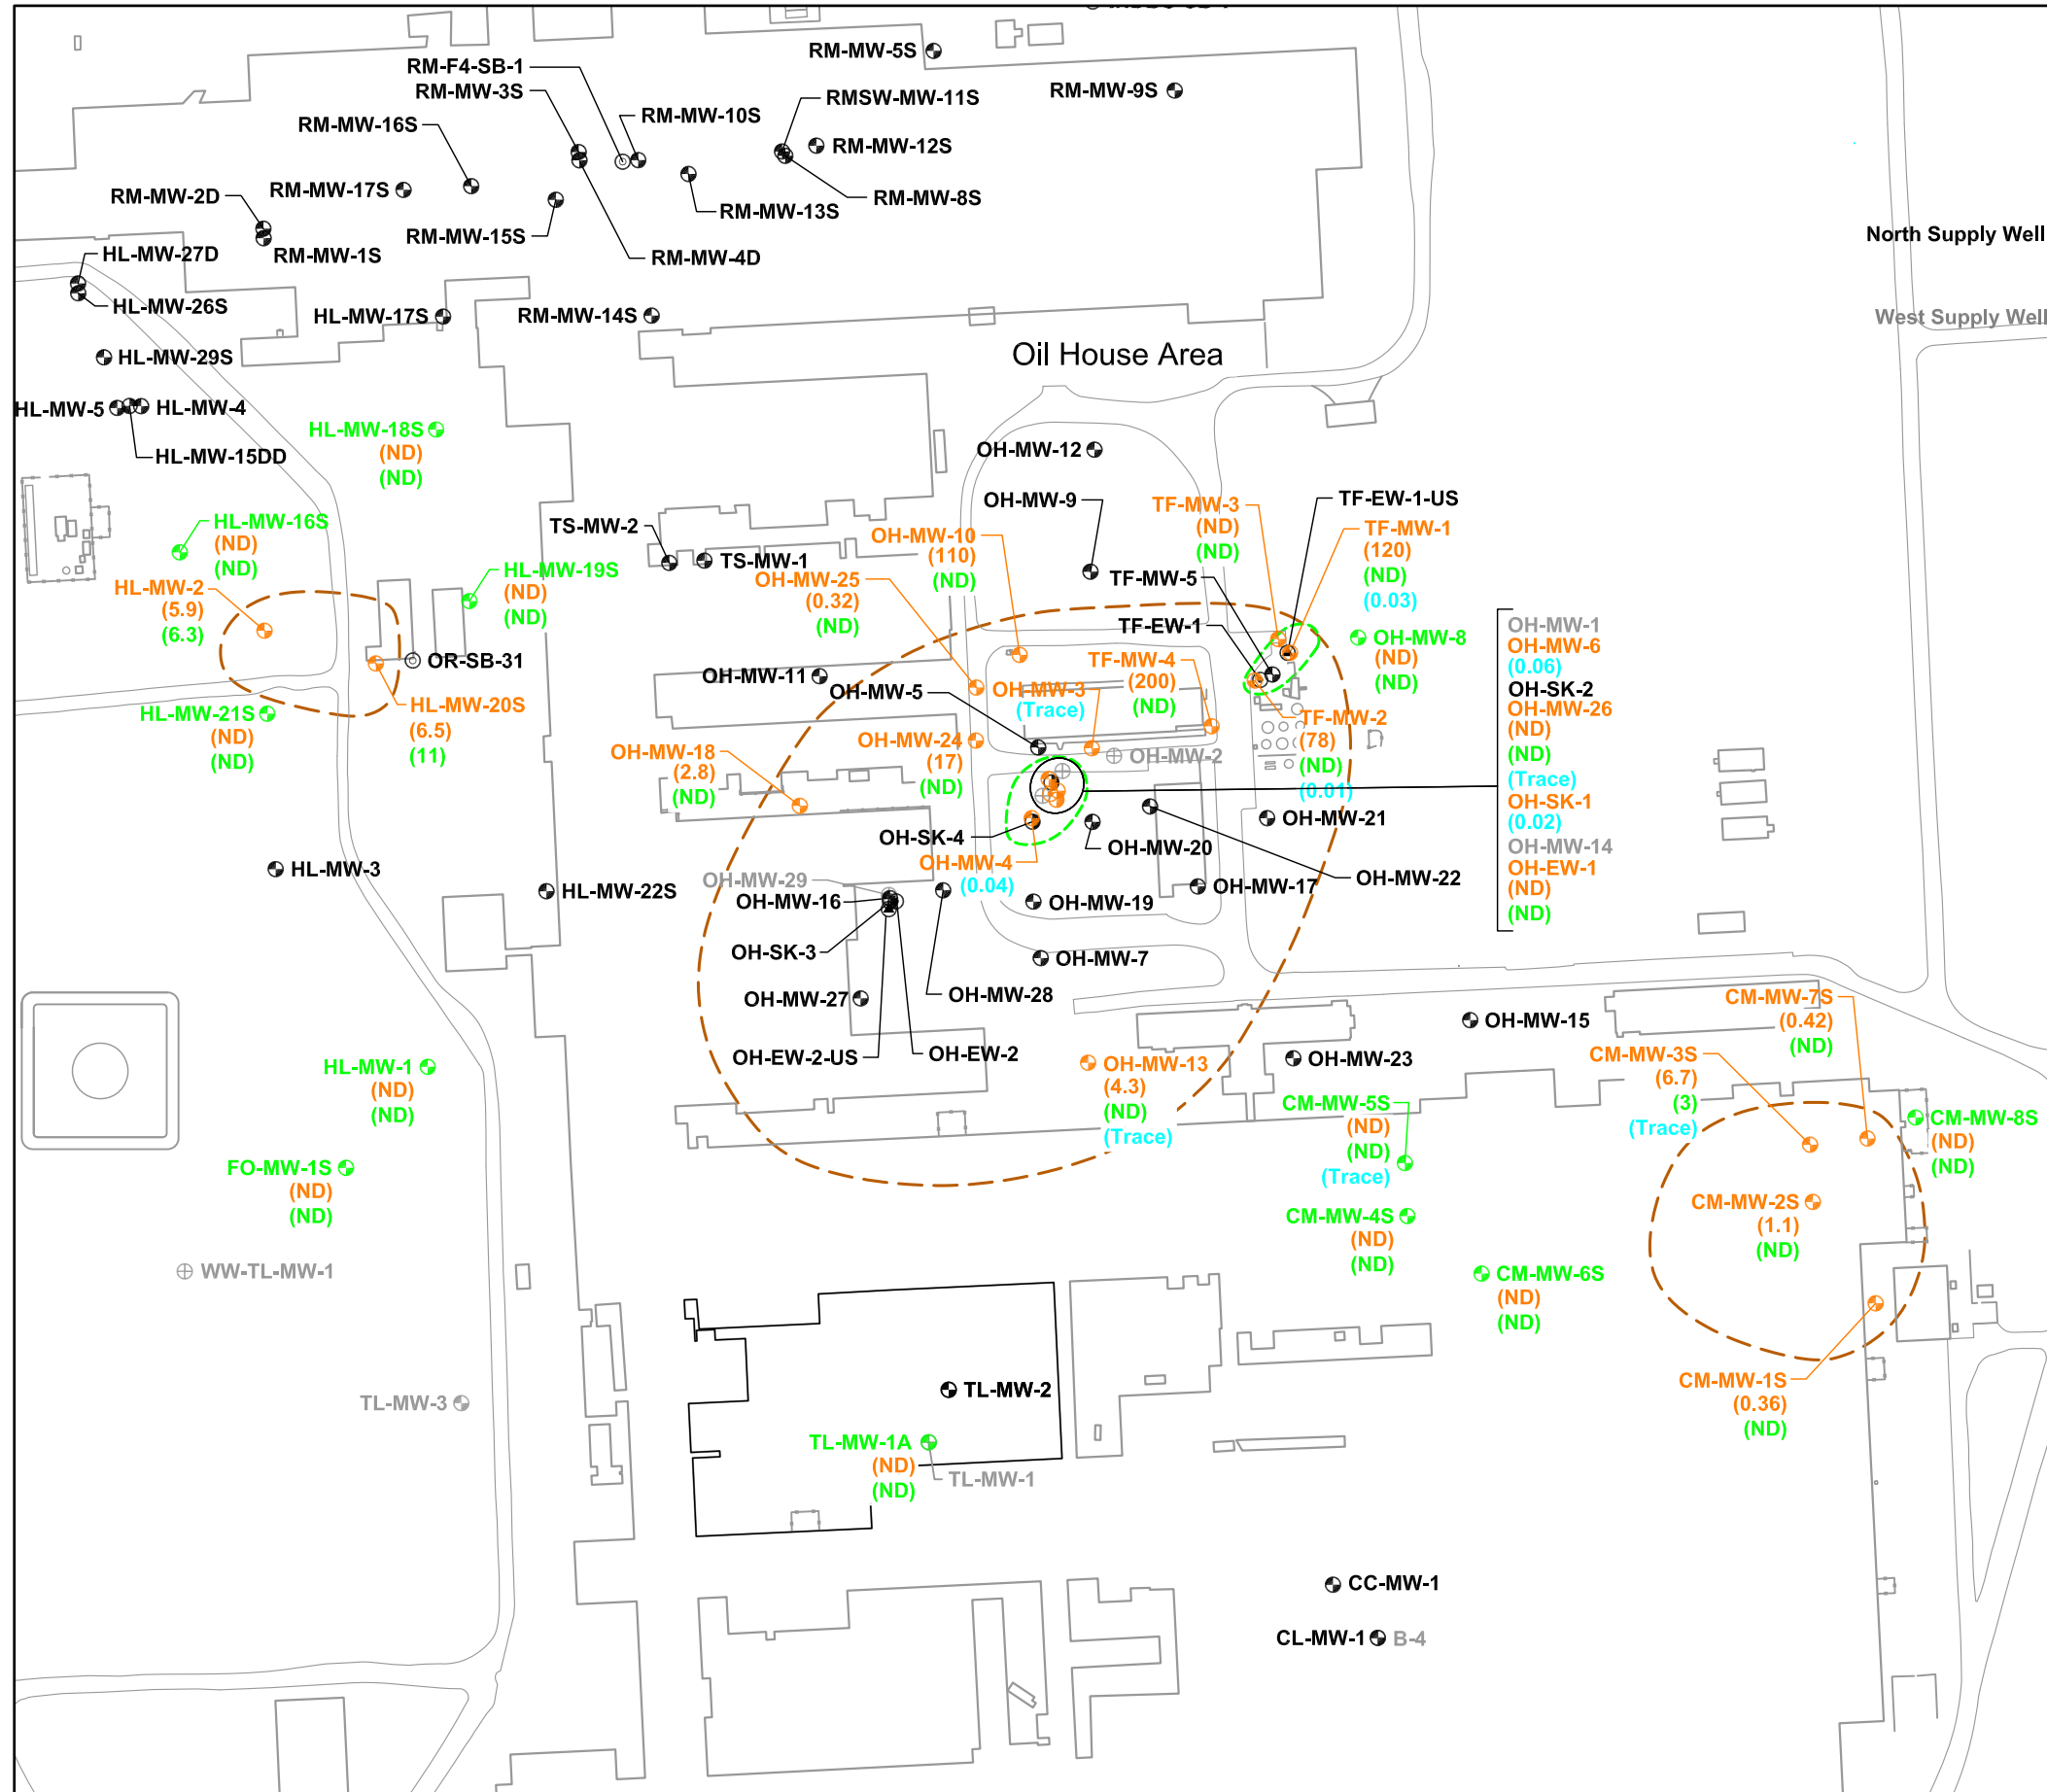 RM-MW-5S
RM-F4-SB-1
RM-MW-3S
RM-MW-9S
RMSW-MW-11S
RM-MW-10S
RM-MW-16S
RM-MW-12S
RM-MW-17S
RM-MW-2D
RM-MW-8S
RM-MW-13S
RM-MW-15S
North Supply Well
HL-MW-27D
RM-MW-1S
RM-MW-4D
HL-MW-26S
HL-MW-17S
RM-MW-14S
West Supply Well
HL-MW-29S
Oil House Area
HL-MW-5
HL-MW-4
HL-MW-15DD
HL-MW-18S
(ND)
(ND)
OH-MW-12
OH-MW-9
TF-MW-3
(ND)
(ND)
TF-EW-1-US
TF-MW-1
(120)
(ND)
(0.03)
HL-MW-16S
(ND)
(ND)
TS-MW-2
TS-MW-1
OH-MW-10
(110)
(ND)
OH-MW-25
(0.32)
(ND)
TF-MW-5
HL-MW-19S
(ND)
(ND)
HL-MW-2
(5.9)
(6.3)
TF-EW-1
OH-MW-8
(ND)
(ND)
OR-SB-31
TF-MW-4
(200)
(ND)
OH-MW-11
OH-MW-5
OH-MW-3
(Trace)
HL-MW-20S
(6.5)
(11)
HL-MW-21S
(ND)
(ND)
TF-MW-2
(78)
(ND)
(0.01)
OH-MW-24
(17)
(ND)
OH-MW-18
(2.8)
(ND)
OH-MW-2
OH-MW-1
OH-MW-6
(0.06)
OH-SK-2
OH-MW-26
(ND)
(ND)
(Trace)
OH-SK-1
(0.02)
OH-MW-14
OH-EW-1
(ND)
(ND)
OH-MW-21
OH-SK-4
OH-MW-20
OH-MW-4
(0.04)
HL-MW-3
OH-MW-29
OH-MW-22
HL-MW-22S
OH-MW-16
OH-MW-17
OH-MW-19
OH-SK-3
OH-MW-7
OH-MW-27
OH-MW-28
OH-MW-15
CM-MW-7S
(0.42)
(ND)
OH-EW-2-US
OH-EW-2
OH-MW-23
CM-MW-3S
(6.7)
(3)
(Trace)
HL-MW-1
(ND)
(ND)
OH-MW-13
(4.3)
(ND)
(Trace)
CM-MW-5S
(ND)
(ND)
(Trace)
CM-MW-8S
(ND)
(ND)
FO-MW-1S
(ND)
(ND)
CM-MW-2S
(1.1)
(ND)
CM-MW-4S
(ND)
(ND)
WW-TL-MW-1
CM-MW-6S
(ND)
(ND)
TL-MW-2
CM-MW-1S
(0.36)
(ND)
TL-MW-3
TL-MW-1A
(ND)
(ND)
TL-MW-1
CC-MW-1
CL-MW-1
B-4